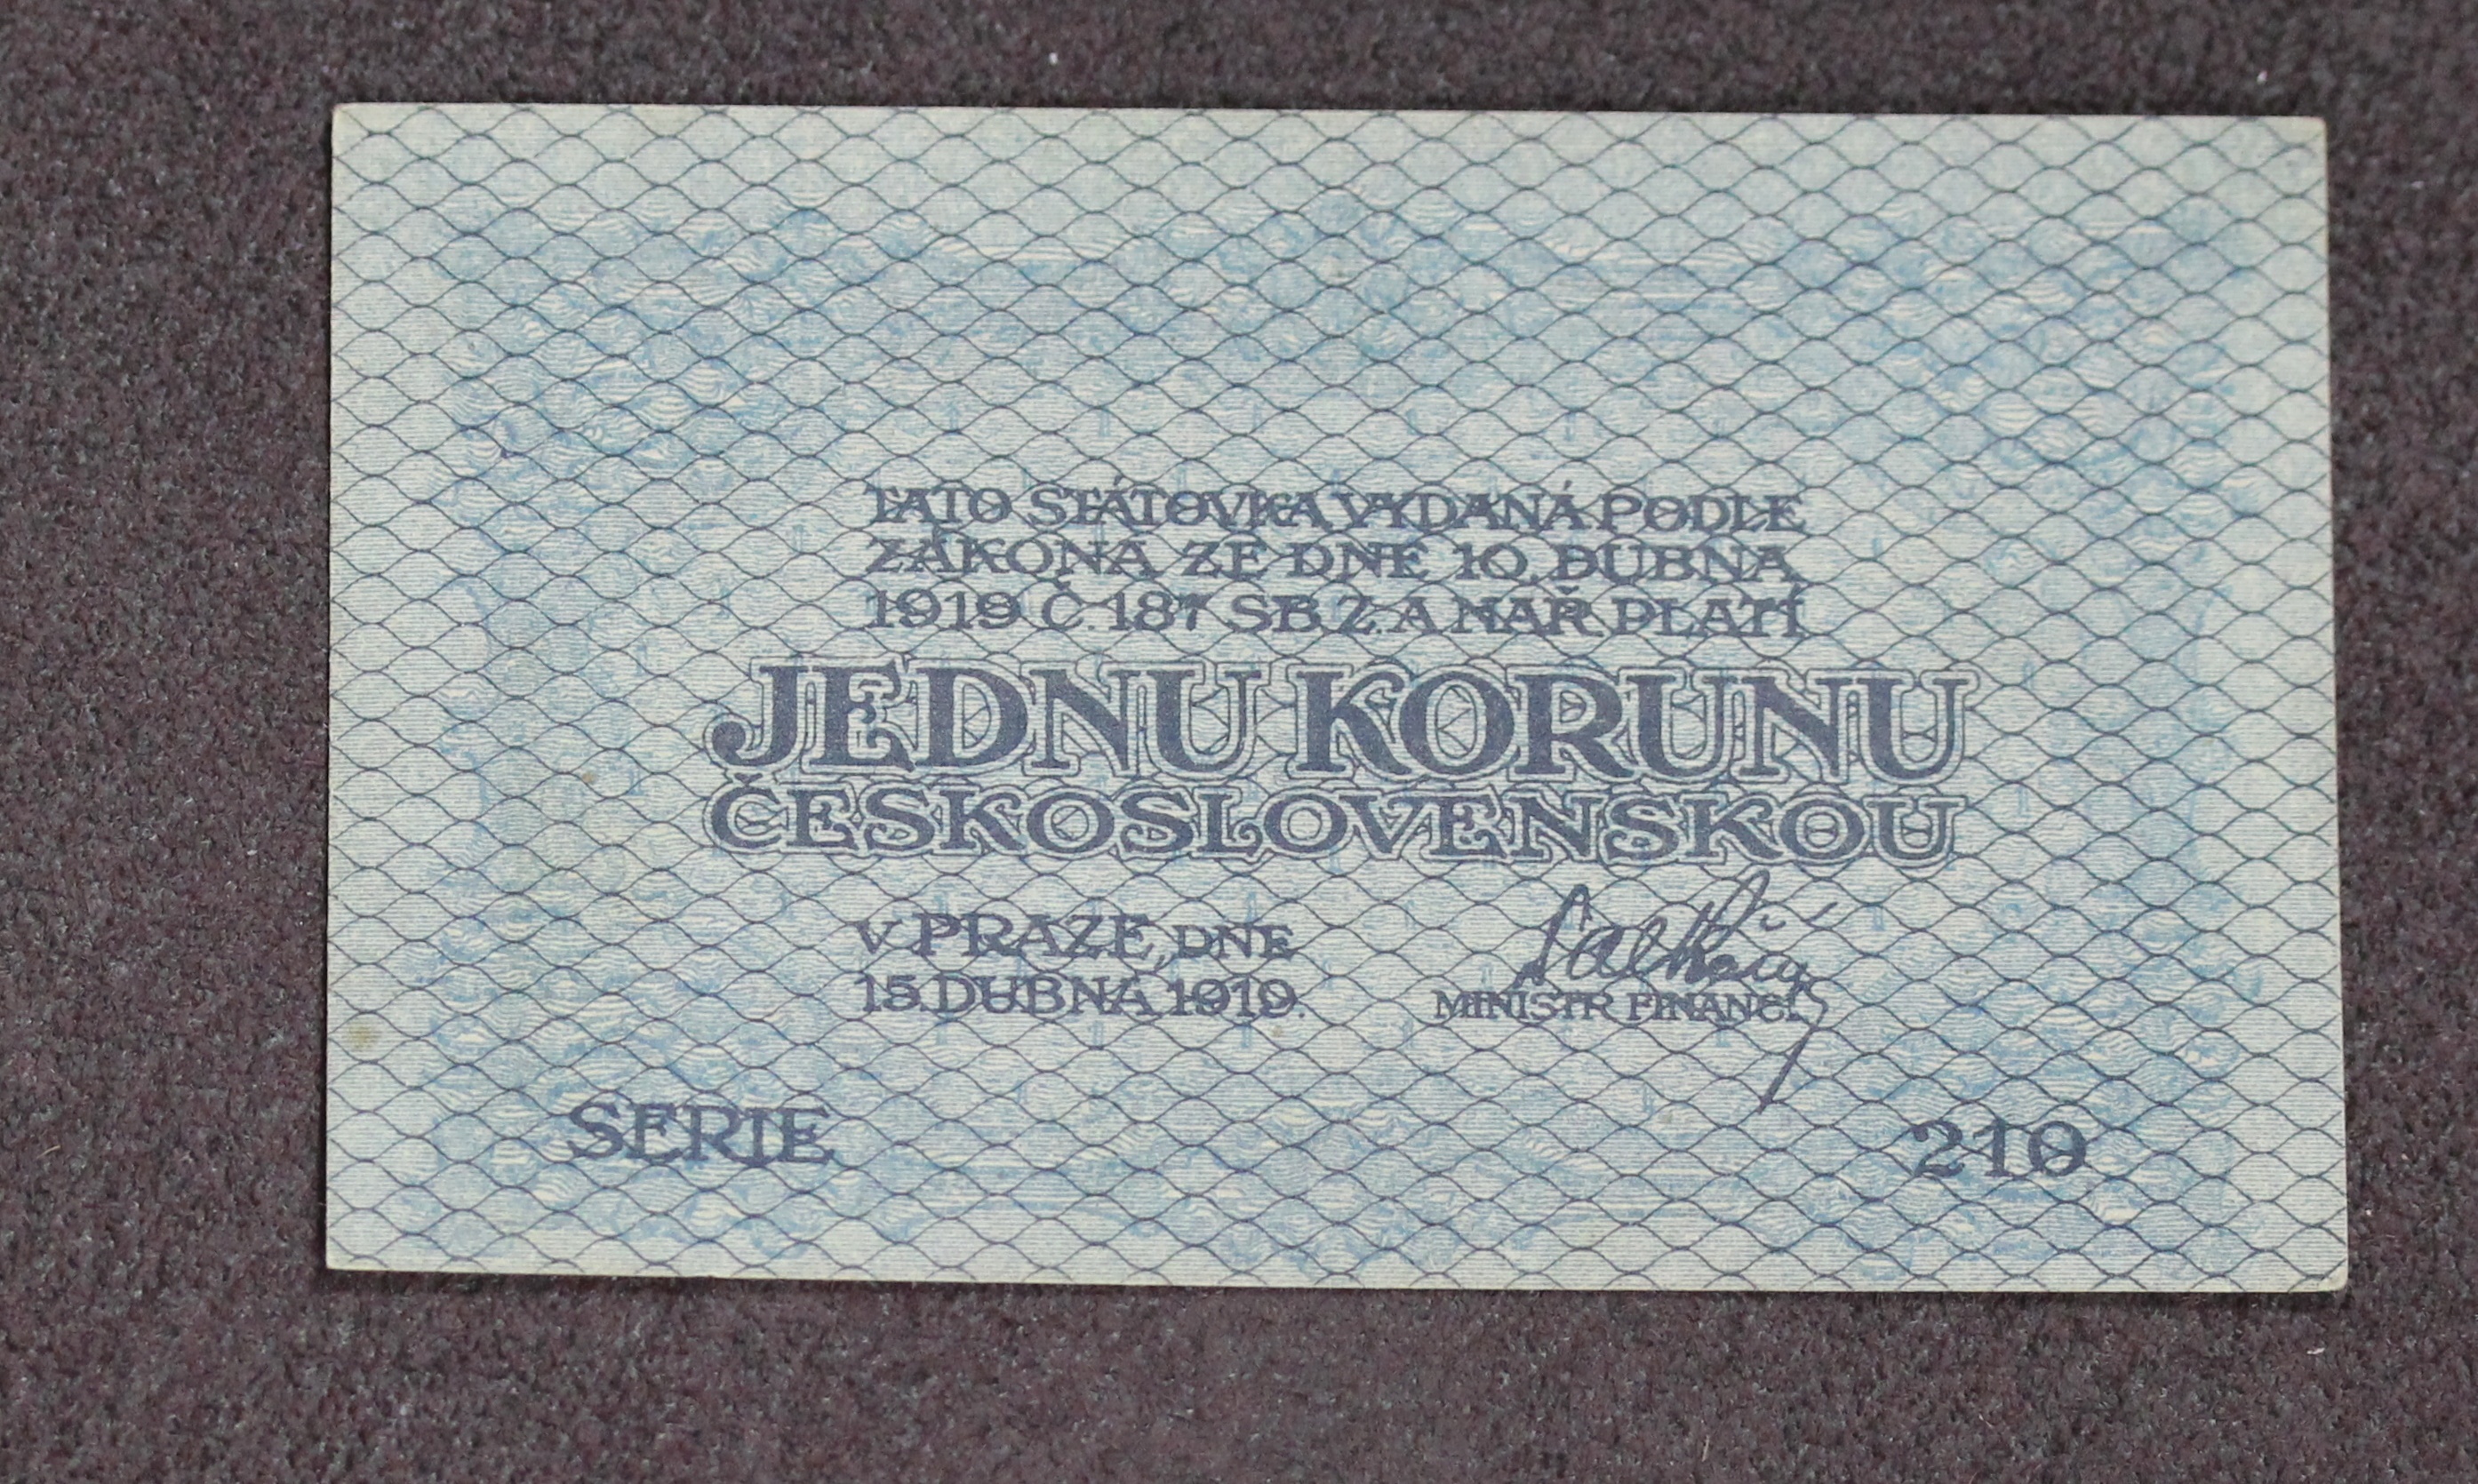 TATO STÁTOVKA VYDANÁ PODLE
ZÁKONA ZE DNE 10. DUBNA
1919 Č. 187 SB. Z. A NAŘ. PLATÍ
JEDNU KORUNU
ČESKOSLOVENSKOU
V PRAZE, DNE
15. DUBNA 1919.
MINISTR FINANCÍ
SERIE
210